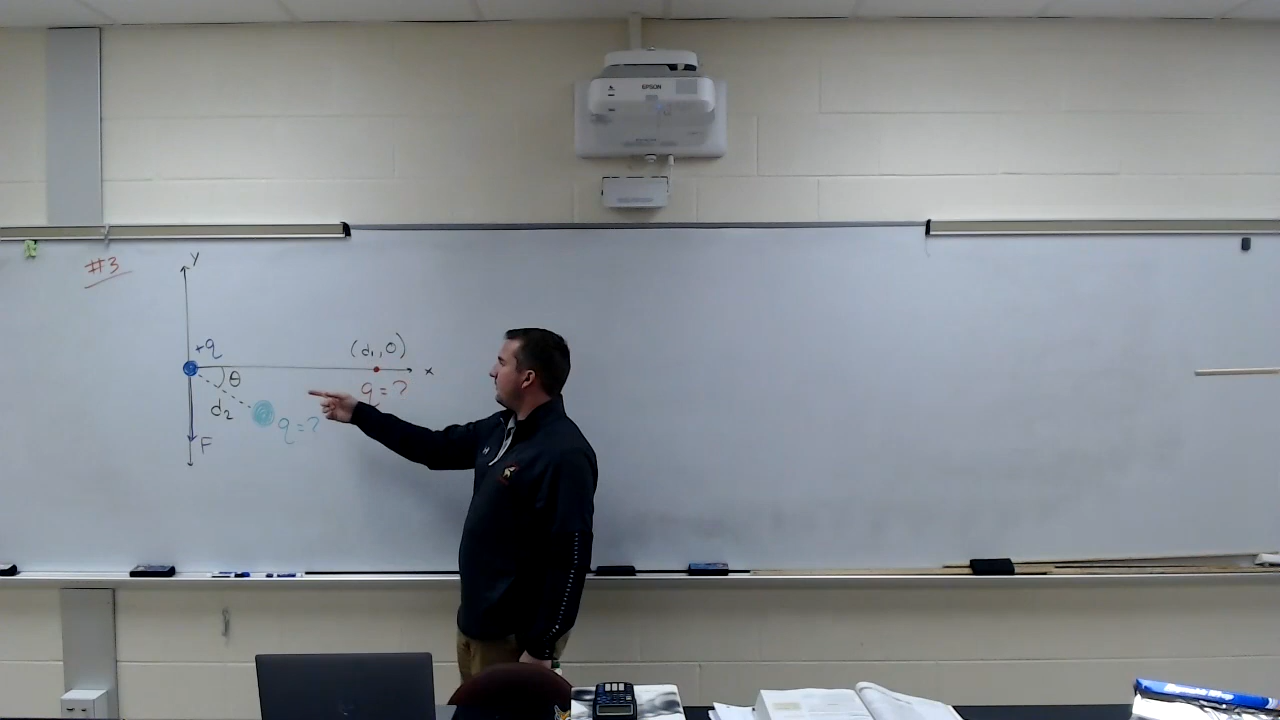 #3
y
+q
(d₁, 0)
x
θ
q = ?
d₂
q = ?
F
EPSON